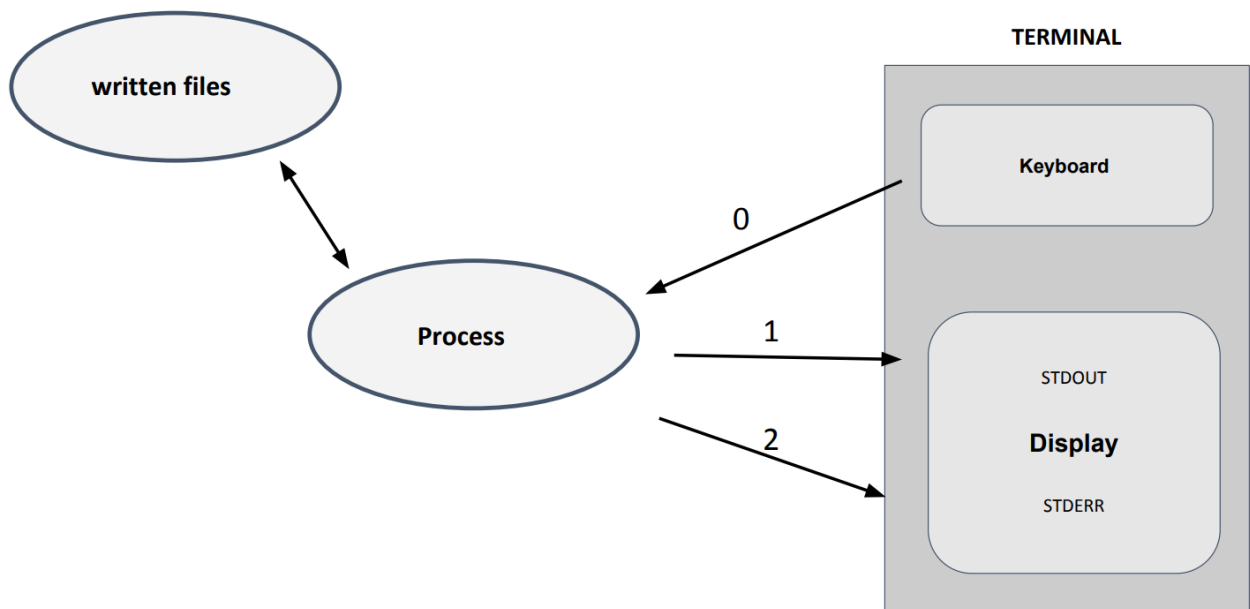 TERMINAL
written files
Keyboard
0
Process
1
STDOUT
Display
2
STDERR